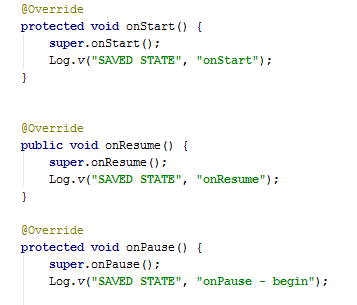 @Override
protected void onStart() {
    super.onStart();
    Log.v("SAVED STATE", "onStart");
}
@Override
public void onResume() {
    super.onResume();
    Log.v("SAVED STATE", "onResume");
}
@Override
protected void onPause() {
    super.onPause();
    Log.v("SAVED STATE", "onPause - begin");